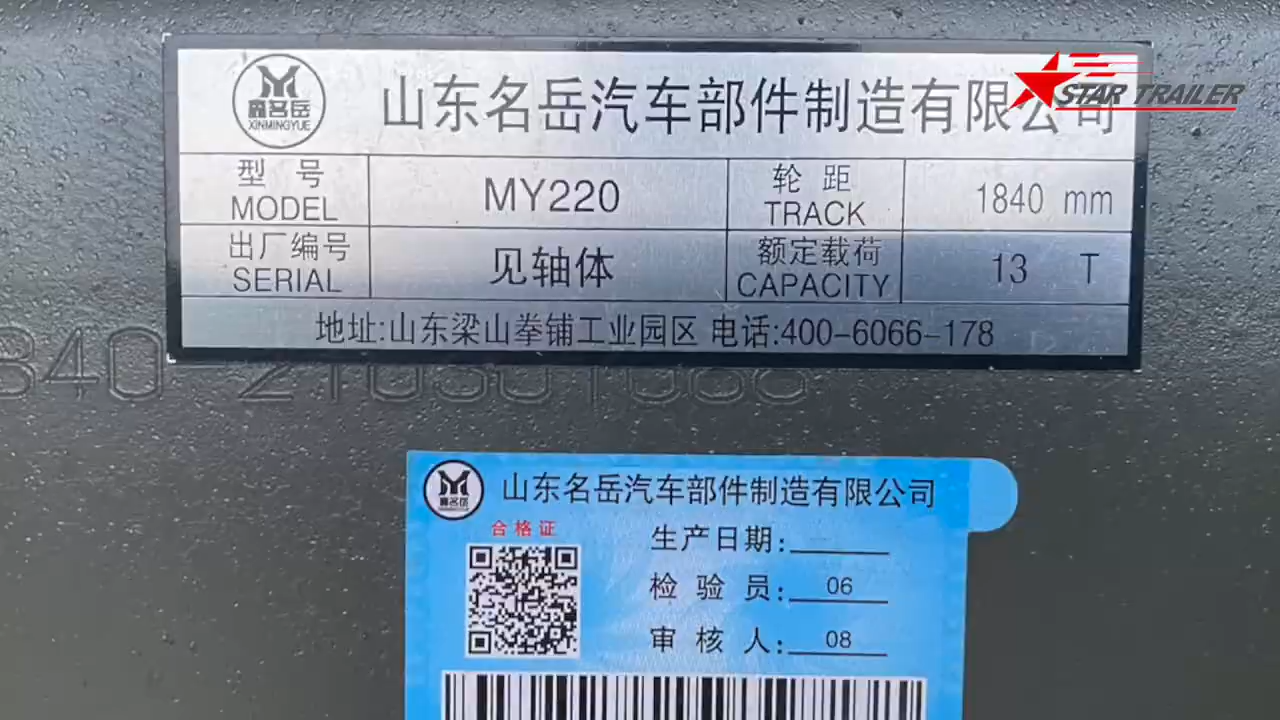 鑫名岳
XINMINGYUE
山东名岳汽车部件制造有限公司
STAR TRAILER
型 号
MODEL
MY220
轮 距
TRACK
1840 mm
出厂编号
SERIAL
见轴体
额定载荷
CAPACITY
13 T
地址:山东梁山拳铺工业园区 电话:400-6066-178
840
鑫名岳
山东名岳汽车部件制造有限公司
合格证
生产日期:
检 验 员: 06
审 核 人: 08